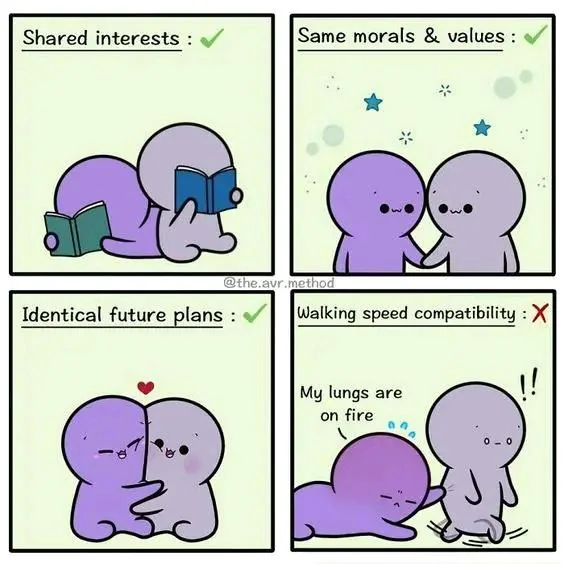 Shared interests : ✓
Same morals & values : ✓
@the.avr.method
Identical future plans : ✓
Walking speed compatibility : X
My lungs are
on fire
!!